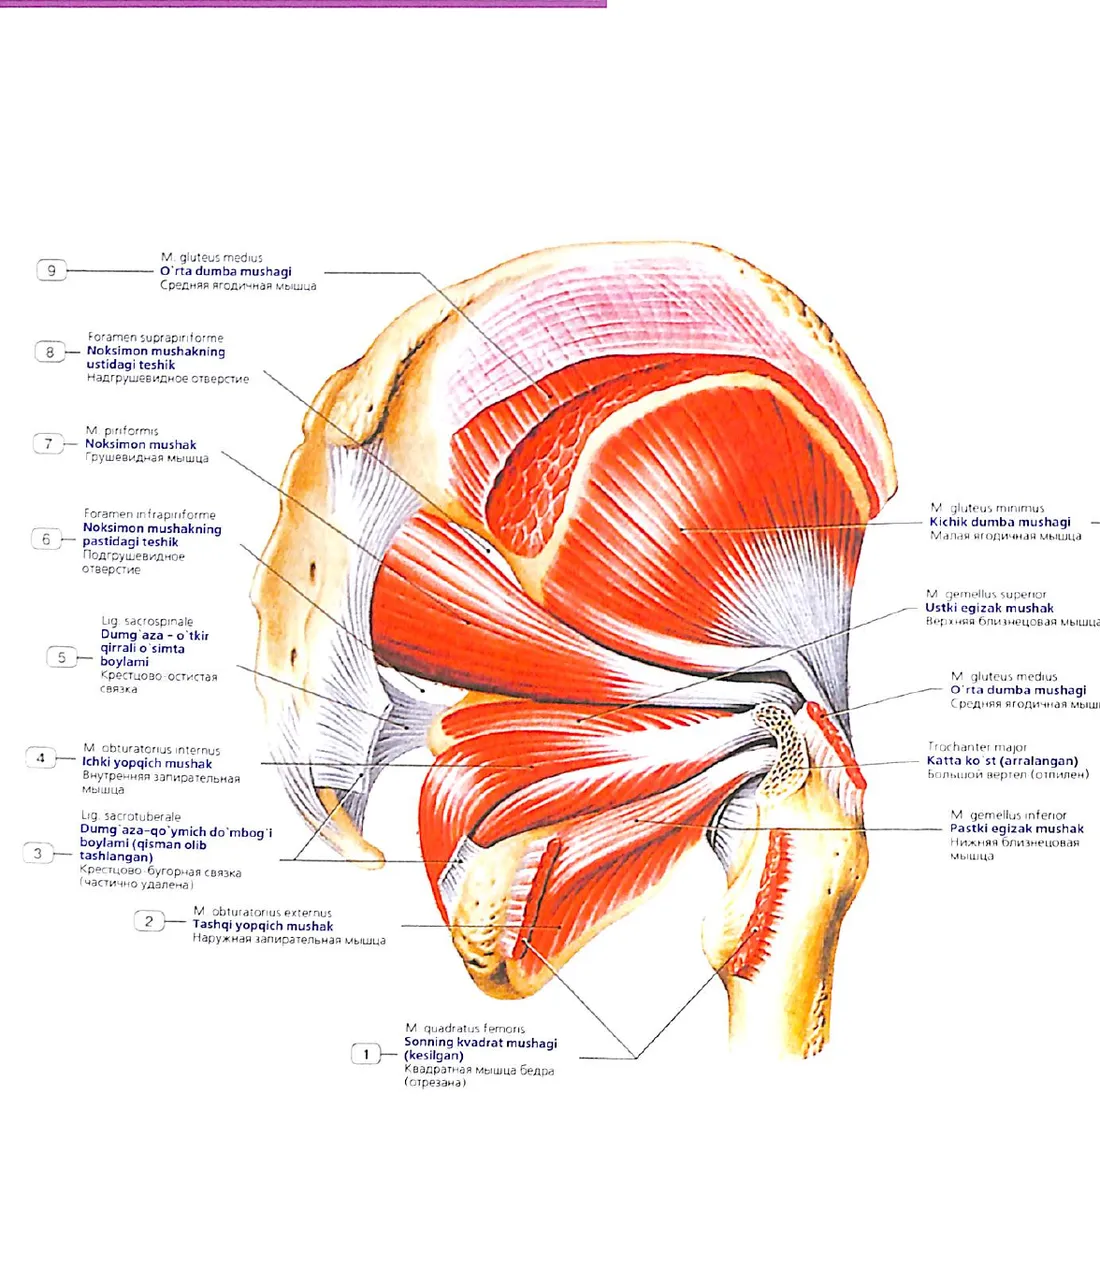 9
M. gluteus medius
O`rta dumba mushagi
Средняя ягодичная мышца
8
Foramen suprapiriforme
Noksimon mushakning
ustidagi teshik
Надгрушевидное отверстие
7
M. piriformis
Noksimon mushak
Грушевидная мышца
6
Foramen infrapiriforme
Noksimon mushakning
pastidagi teshik
Подгрушевидное
отверстие
5
Lig. sacrospinale
Dumg`aza - o`tkir
qirrali o`simta
boylami
Крестцово-остистая
связка
4
M. obturatorius internus
Ichki yopqich mushak
Внутренняя запирательная
мышца
3
Lig. sacrotuberale
Dumg`aza-qo`ymich do`mbog`i
boylami (qisman olib
tashlangan)
Крестцово-бугорная связка
(частично удалена)
2
M. obturatorius externus
Tashqi yopqich mushak
Наружная запирательная мышца
1
M. quadratus femoris
Sonning kvadrat mushagi
(kesilgan)
Квадратная мышца бедра
(отрезана)
M. gluteus minimus
Kichik dumba mushagi
Малая ягодичная мышца
M. gemellus superior
Ustki egizak mushak
Верхняя близнецовая мышца
M. gluteus medius
O`rta dumba mushagi
Средняя ягодичная мышц
Trochanter major
Katta ko`st (arralangan)
Большой вертел (отпилен)
M. gemellus inferior
Pastki egizak mushak
Нижняя близнецовая
мышца